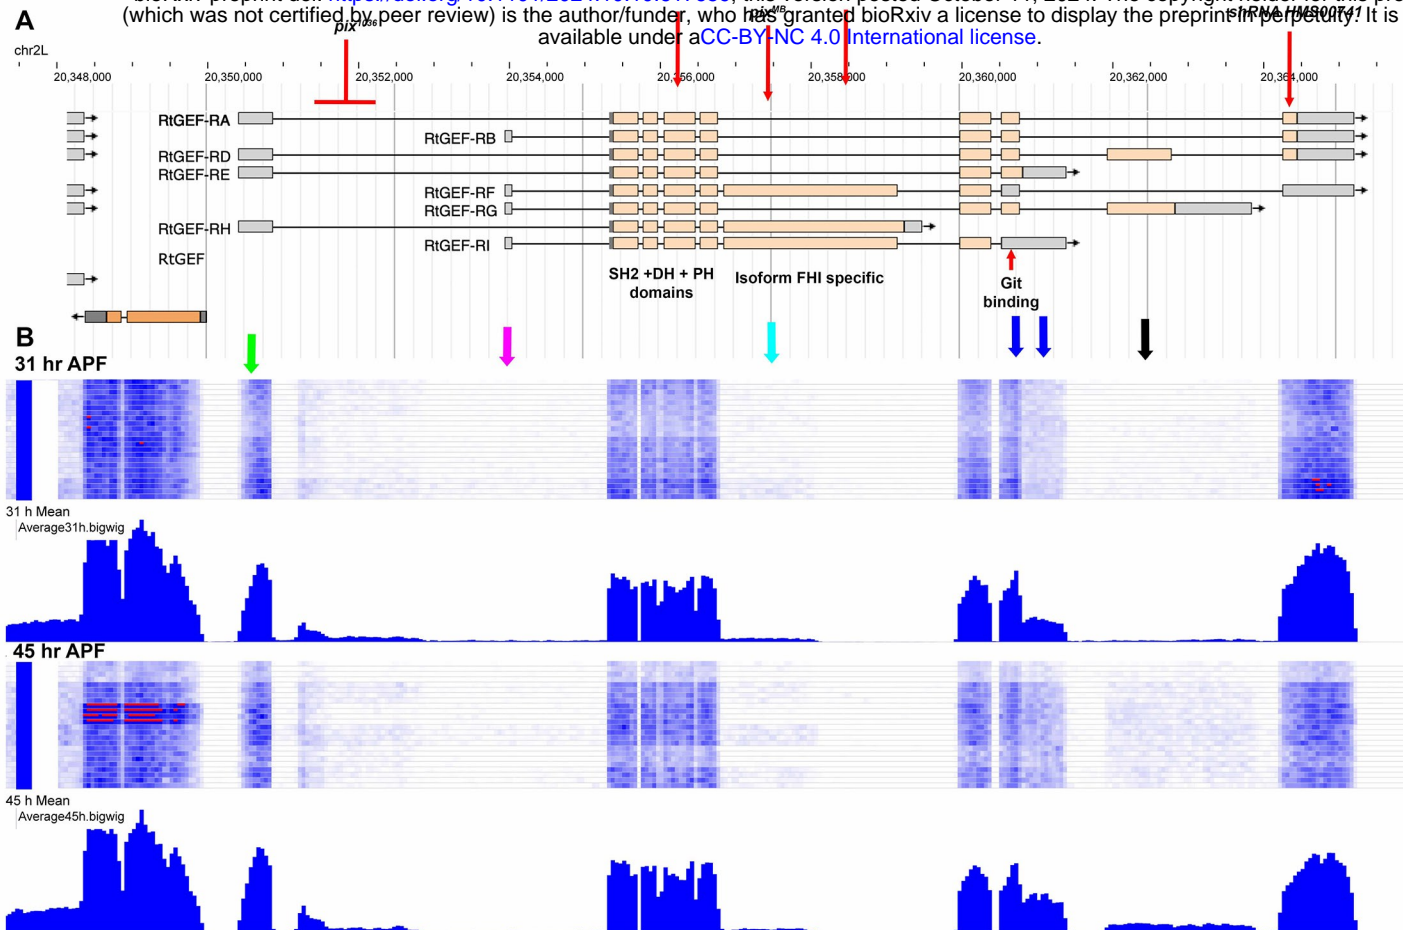 (which was not certified by peer review) is the author/funder, who has granted bioRxiv a license to display the preprint in perpetuity. It is
available under aCC-BY-NC 4.0 International license.
A
pix1036
pixMB
shRNA HMS00741
chr2L
20,348,000 20,350,000 20,352,000 20,354,000 20,356,000 20,358,000 20,360,000 20,362,000 20,364,000
RtGEF-RA
RtGEF-RB
RtGEF-RD
RtGEF-RE
RtGEF-RF
RtGEF-RG
RtGEF-RH
RtGEF-RI
RtGEF
SH2 +DH + PH
domains
Isoform FHI specific
Git
binding
B
31 hr APF
31 h Mean
Average31h.bigwig
45 hr APF
45 h Mean
Average45h.bigwig